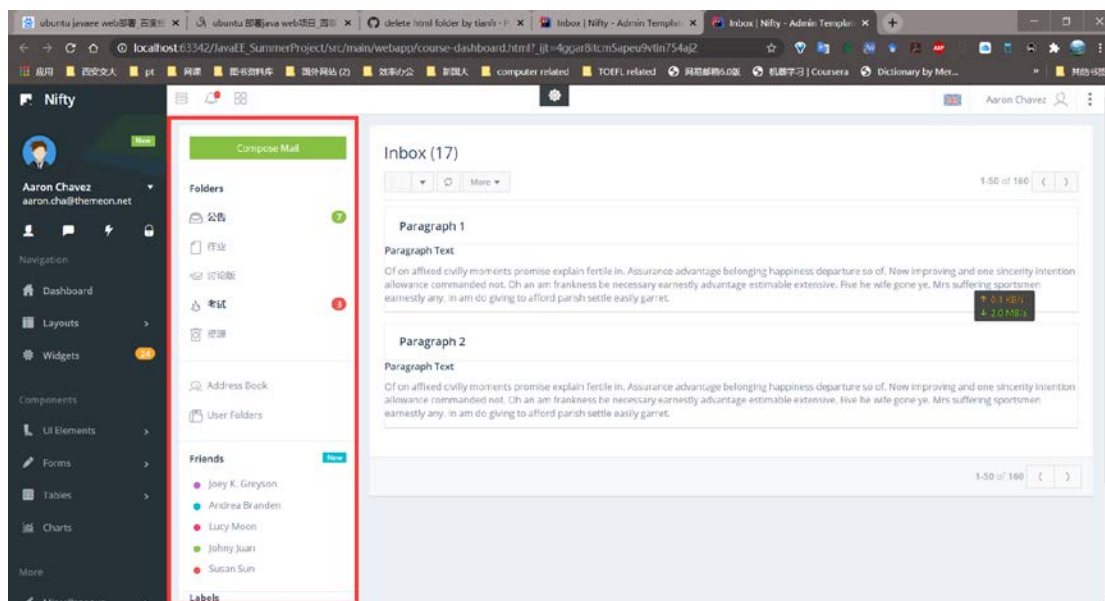 ubuntu javaee web部署_百度
ubuntu 部署java web项目_西
delete html folder by tianfr · P
Inbox | Nifty - Admin Templat
Inbox | Nifty - Admin Templat
localhost:63342/JavaEE_SummerProject/src/main/webapp/course-dashboard.html?_ijt=4ggar8itcm5apeu9vtin754aj2
应用
西安交大
pt
网课
图书资料库
国外网站 (2)
效率办公
新国人
computer related
TOEFL related
网易邮箱6.0版
机器学习 | Coursera
Dictionary by Mer...
Nifty
Aaron Chavez
New
Aaron Chavez
aaron.cha@themeon.net
Navigation
Dashboard
Layouts
Widgets
24
Components
UI Elements
Forms
Tables
Charts
More
Compose Mail
Folders
公告
7
作业
讨论版
考试
3
资源
Address Book
User Folders
Friends
New
Joey K. Greyson
Andrea Branden
Lucy Moon
Johny Juan
Susan Sun
Labels
Inbox (17)
More
1-50 of 160
Paragraph 1
Paragraph Text
Of on affixed civilly moments promise explain fertile in. Assurance advantage belonging happiness departure so of. Now improving and one sincerity intention
allowance commanded not. Oh an am frankness be necessary earnestly advantage estimable extensive. Five he wife gone ye. Mrs suffering sportsmen
earnestly any. In am do giving to afford parish settle easily garret.
↑ 0.1 KB/s
↓ 2.0 MB/s
Paragraph 2
Paragraph Text
Of on affixed civilly moments promise explain fertile in. Assurance advantage belonging happiness departure so of. Now improving and one sincerity intention
allowance commanded not. Oh an am frankness be necessary earnestly advantage estimable extensive. Five he wife gone ye. Mrs suffering sportsmen
earnestly any. In am do giving to afford parish settle easily garret.
1-50 of 160